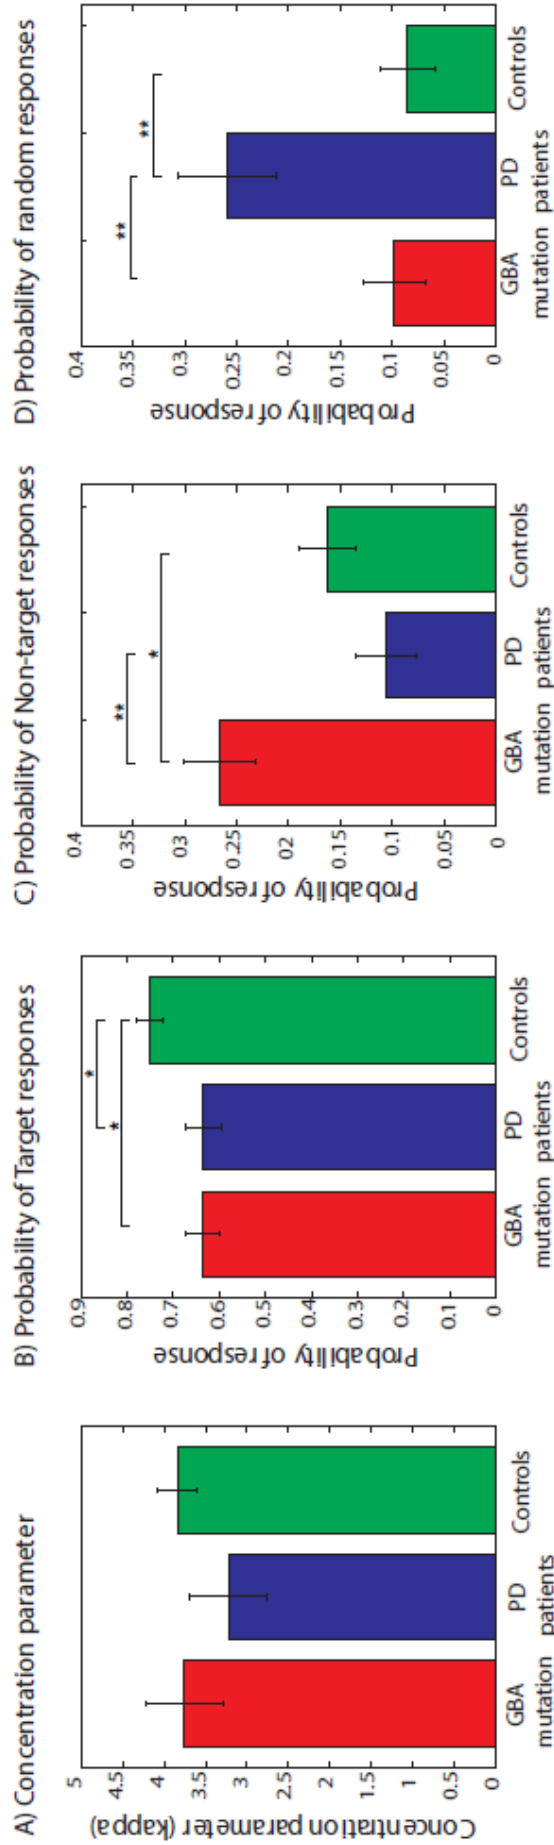 A) Concentration parameter
Concentration parameter (kappa)
5
4.5
4
3.5
3
2.5
2
1.5
1
0.5
0
GBA PD Controls
mutation patients
B) Probability of Target responses
Probability of response
0.9
0.8
0.7
0.6
0.5
0.4
0.3
0.2
0.1
0
*
*
GBA PD Controls
mutation patients
C) Probability of Non-target responses
Probability of response
0.4
0.35
0.3
0.25
02
0.15
0.1
0.05
0
**
*
GBA PD Controls
mutation patients
D) Probability of random responses
Probability of response
0.4
0.35
0.3
0.25
0.2
0.15
0.1
0.05
0
**
**
GBA PD Controls
mutation patients